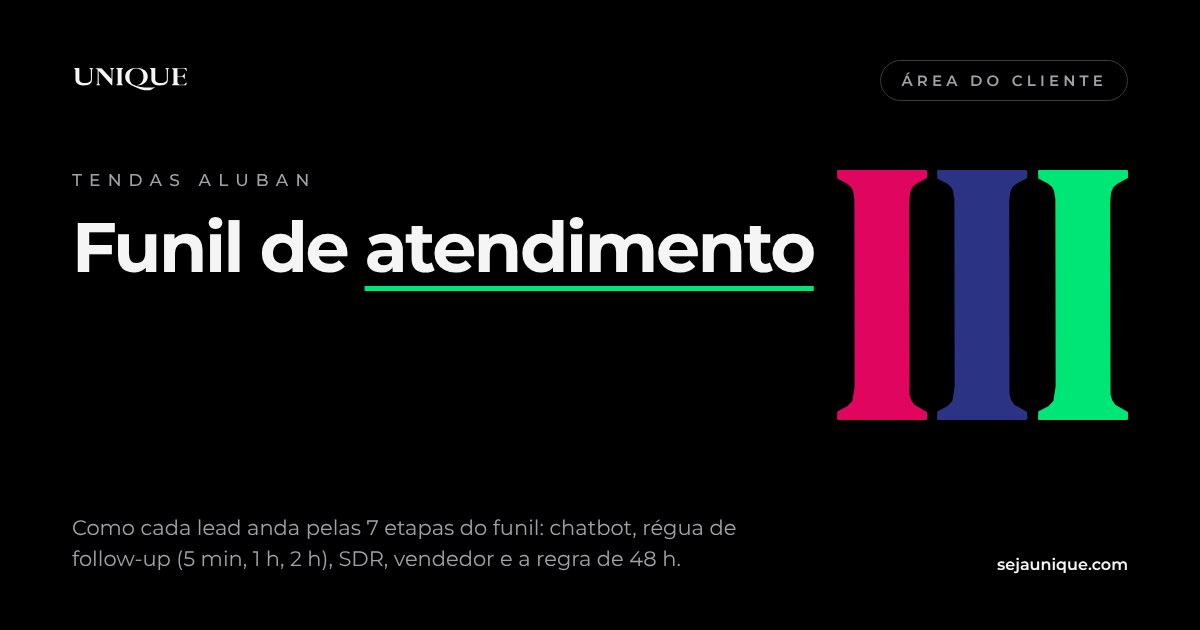 UNIQUE
ÁREA DO CLIENTE
TENDAS ALUBAN
Funil de atendimento
Como cada lead anda pelas 7 etapas do funil: chatbot, régua de
follow-up (5 min, 1 h, 2 h), SDR, vendedor e a regra de 48 h.
sejaunique.com